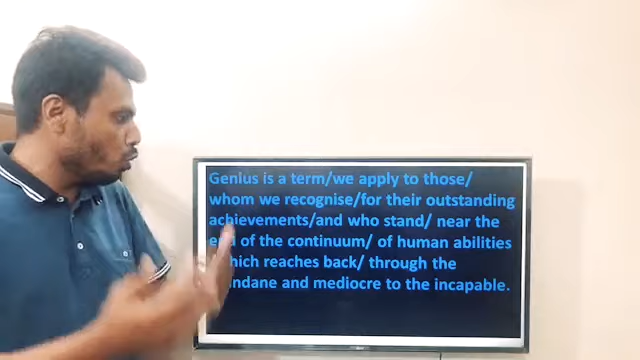 Genius is a term/we apply to those/
whom we recognise/for their outstanding
achievements/and who stand/ near the
of the continuum/ of human abilities
reaches back/ through the
and mediocre to the incapable.